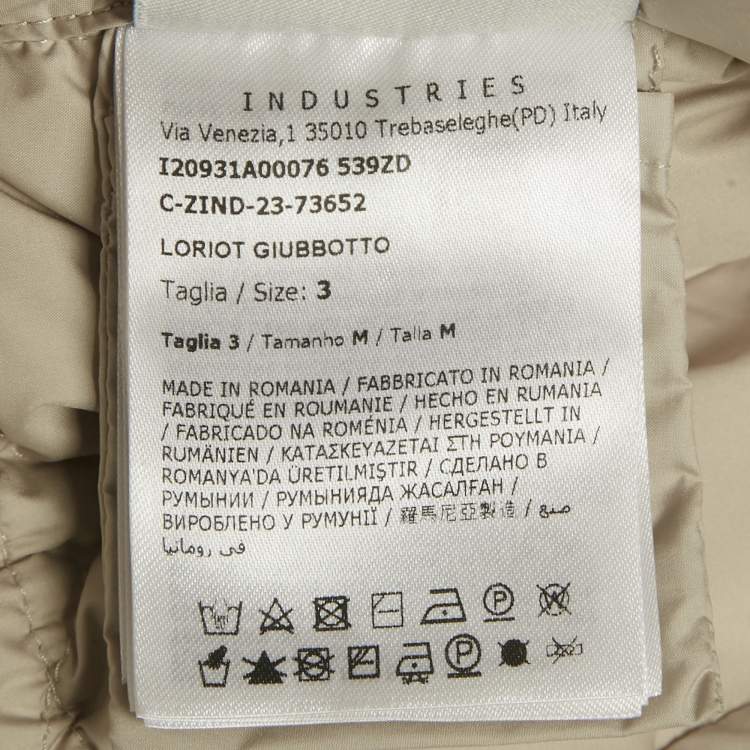 INDUSTRIES
Via Venezia,1 35010 Trebaseleghe(PD) Italy
I20931A00076 539ZD
C-ZIND-23-73652
LORIOT GIUBBOTTO
Taglia / Size: 3
Taglia 3 / Tamanho M / Talla M
MADE IN ROMANIA / FABBRICATO IN ROMANIA /
FABRIQUÉ EN ROUMANIE / HECHO EN RUMANIA
/ FABRICADO NA ROMÉNIA / HERGESTELLT IN
RUMÄNIEN / ΚΑΤΑΣΚΕΥΑΖΕΤΑΙ ΣΤΗ ΡΟΥΜΑΝΙΑ /
ROMANYA'DA ÜRETILMIŞTIR / СДЕЛАНО В
РУМЫНИИ / РУМЫНИЯДА ЖАСАЛҒАН /
ВИРОБЛЕНО У РУМУНІЇ / 羅馬尼亞製造 / صنع
في رومانيا